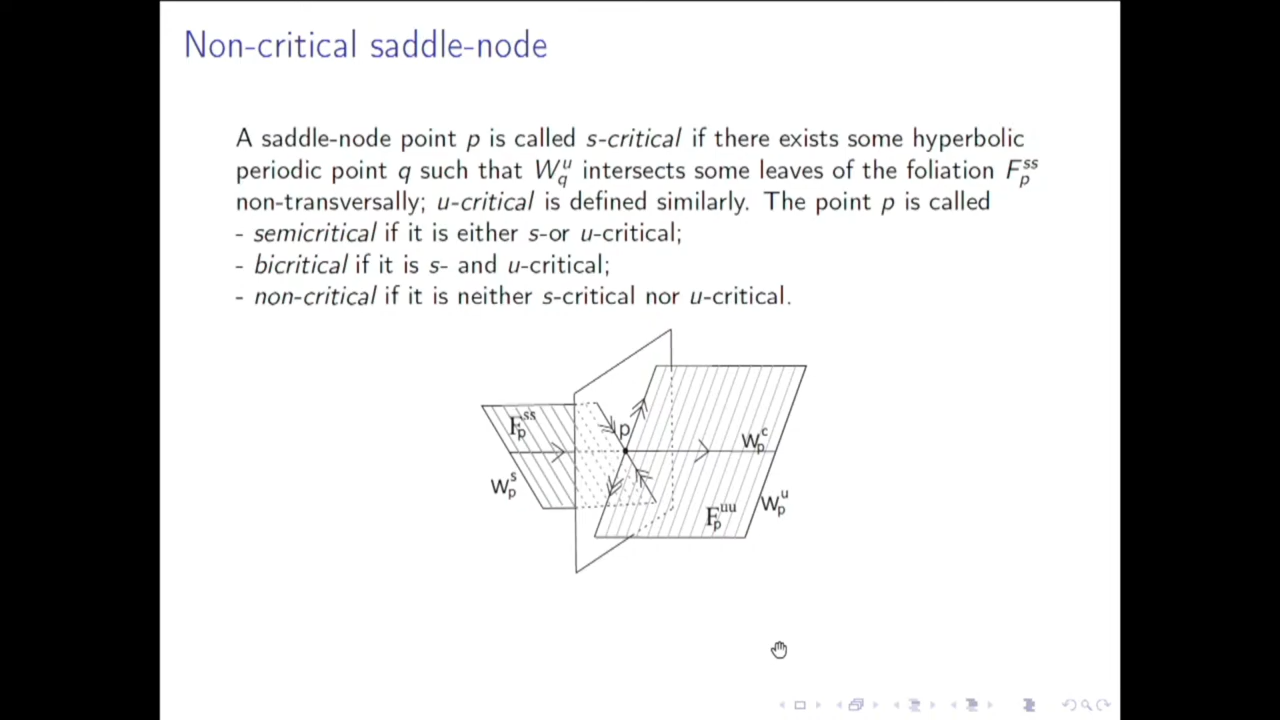 Non-critical saddle-node
A saddle-node point p is called s-critical if there exists some hyperbolic
periodic point q such that W_q^u intersects some leaves of the foliation F_p^ss
non-transversally; u-critical is defined similarly. The point p is called
- semicritical if it is either s-or u-critical;
- bicritical if it is s- and u-critical;
- non-critical if it is neither s-critical nor u-critical.
F_p^ss
p
W_p^c
W_p^s
W_p^u
F_p^uu